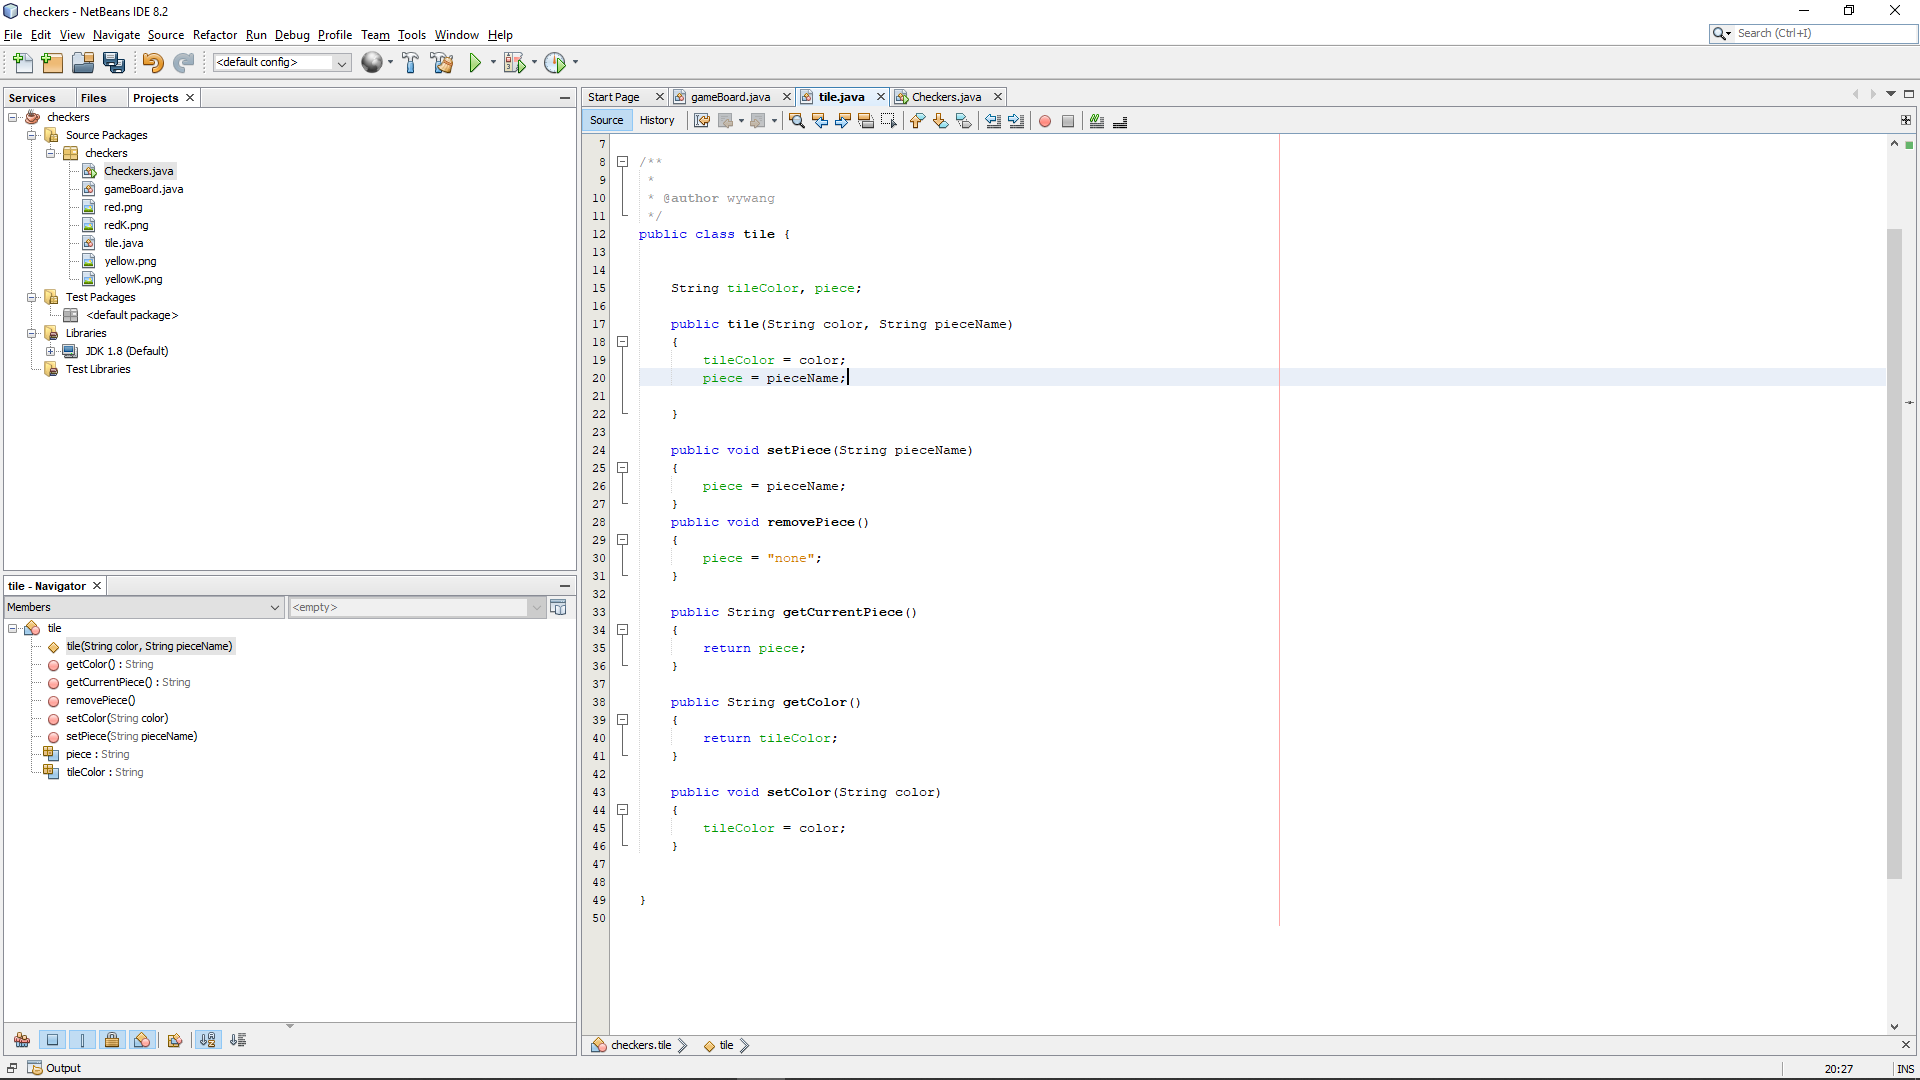 checkers - NetBeans IDE 8.2
File Edit View Navigate Source Refactor Run Debug Profile Team Tools Window Help
Search (Ctrl+I)
<default config>
Services Files Projects
checkers
Source Packages
checkers
Checkers.java
gameBoard.java
red.png
redK.png
tile.java
yellow.png
yellowK.png
Test Packages
<default package>
Libraries
JDK 1.8 (Default)
Test Libraries
tile - Navigator
Members <empty>
tile
tile(String color, String pieceName)
getColor() : String
getCurrentPiece() : String
removePiece()
setColor(String color)
setPiece(String pieceName)
piece : String
tileColor : String
Start Page gameBoard.java tile.java Checkers.java
Source History
7
8 /**
9 *
10 * @author wywang
11 */
12 public class tile {
13
14
15 String tileColor, piece;
16
17 public tile(String color, String pieceName)
18 {
19 tileColor = color;
20 piece = pieceName;
21
22 }
23
24 public void setPiece(String pieceName)
25 {
26 piece = pieceName;
27 }
28 public void removePiece()
29 {
30 piece = "none";
31 }
32
33 public String getCurrentPiece()
34 {
35 return piece;
36 }
37
38 public String getColor()
39 {
40 return tileColor;
41 }
42
43 public void setColor(String color)
44 {
45 tileColor = color;
46 }
47
48
49 }
50
checkers.tile tile
Output
20:27 INS